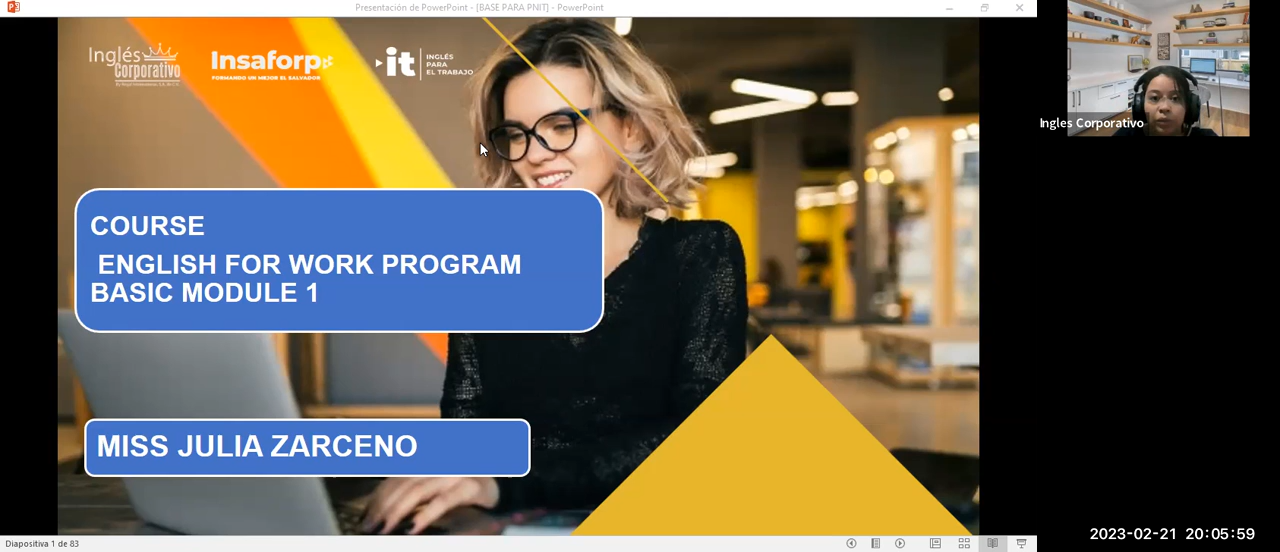 Presentación de PowerPoint - [BASE PARA PNIT] - PowerPoint
Inglés
Corporativo
Insaforp
FORMANDO UN MEJOR EL SALVADOR
it
INGLÉS
PARA
EL TRABAJO
COURSE
ENGLISH FOR WORK PROGRAM
BASIC MODULE 1
MISS JULIA ZARCENO
Ingles Corporativo
2023-02-21 20:05:59
Diapositiva 1 de 83